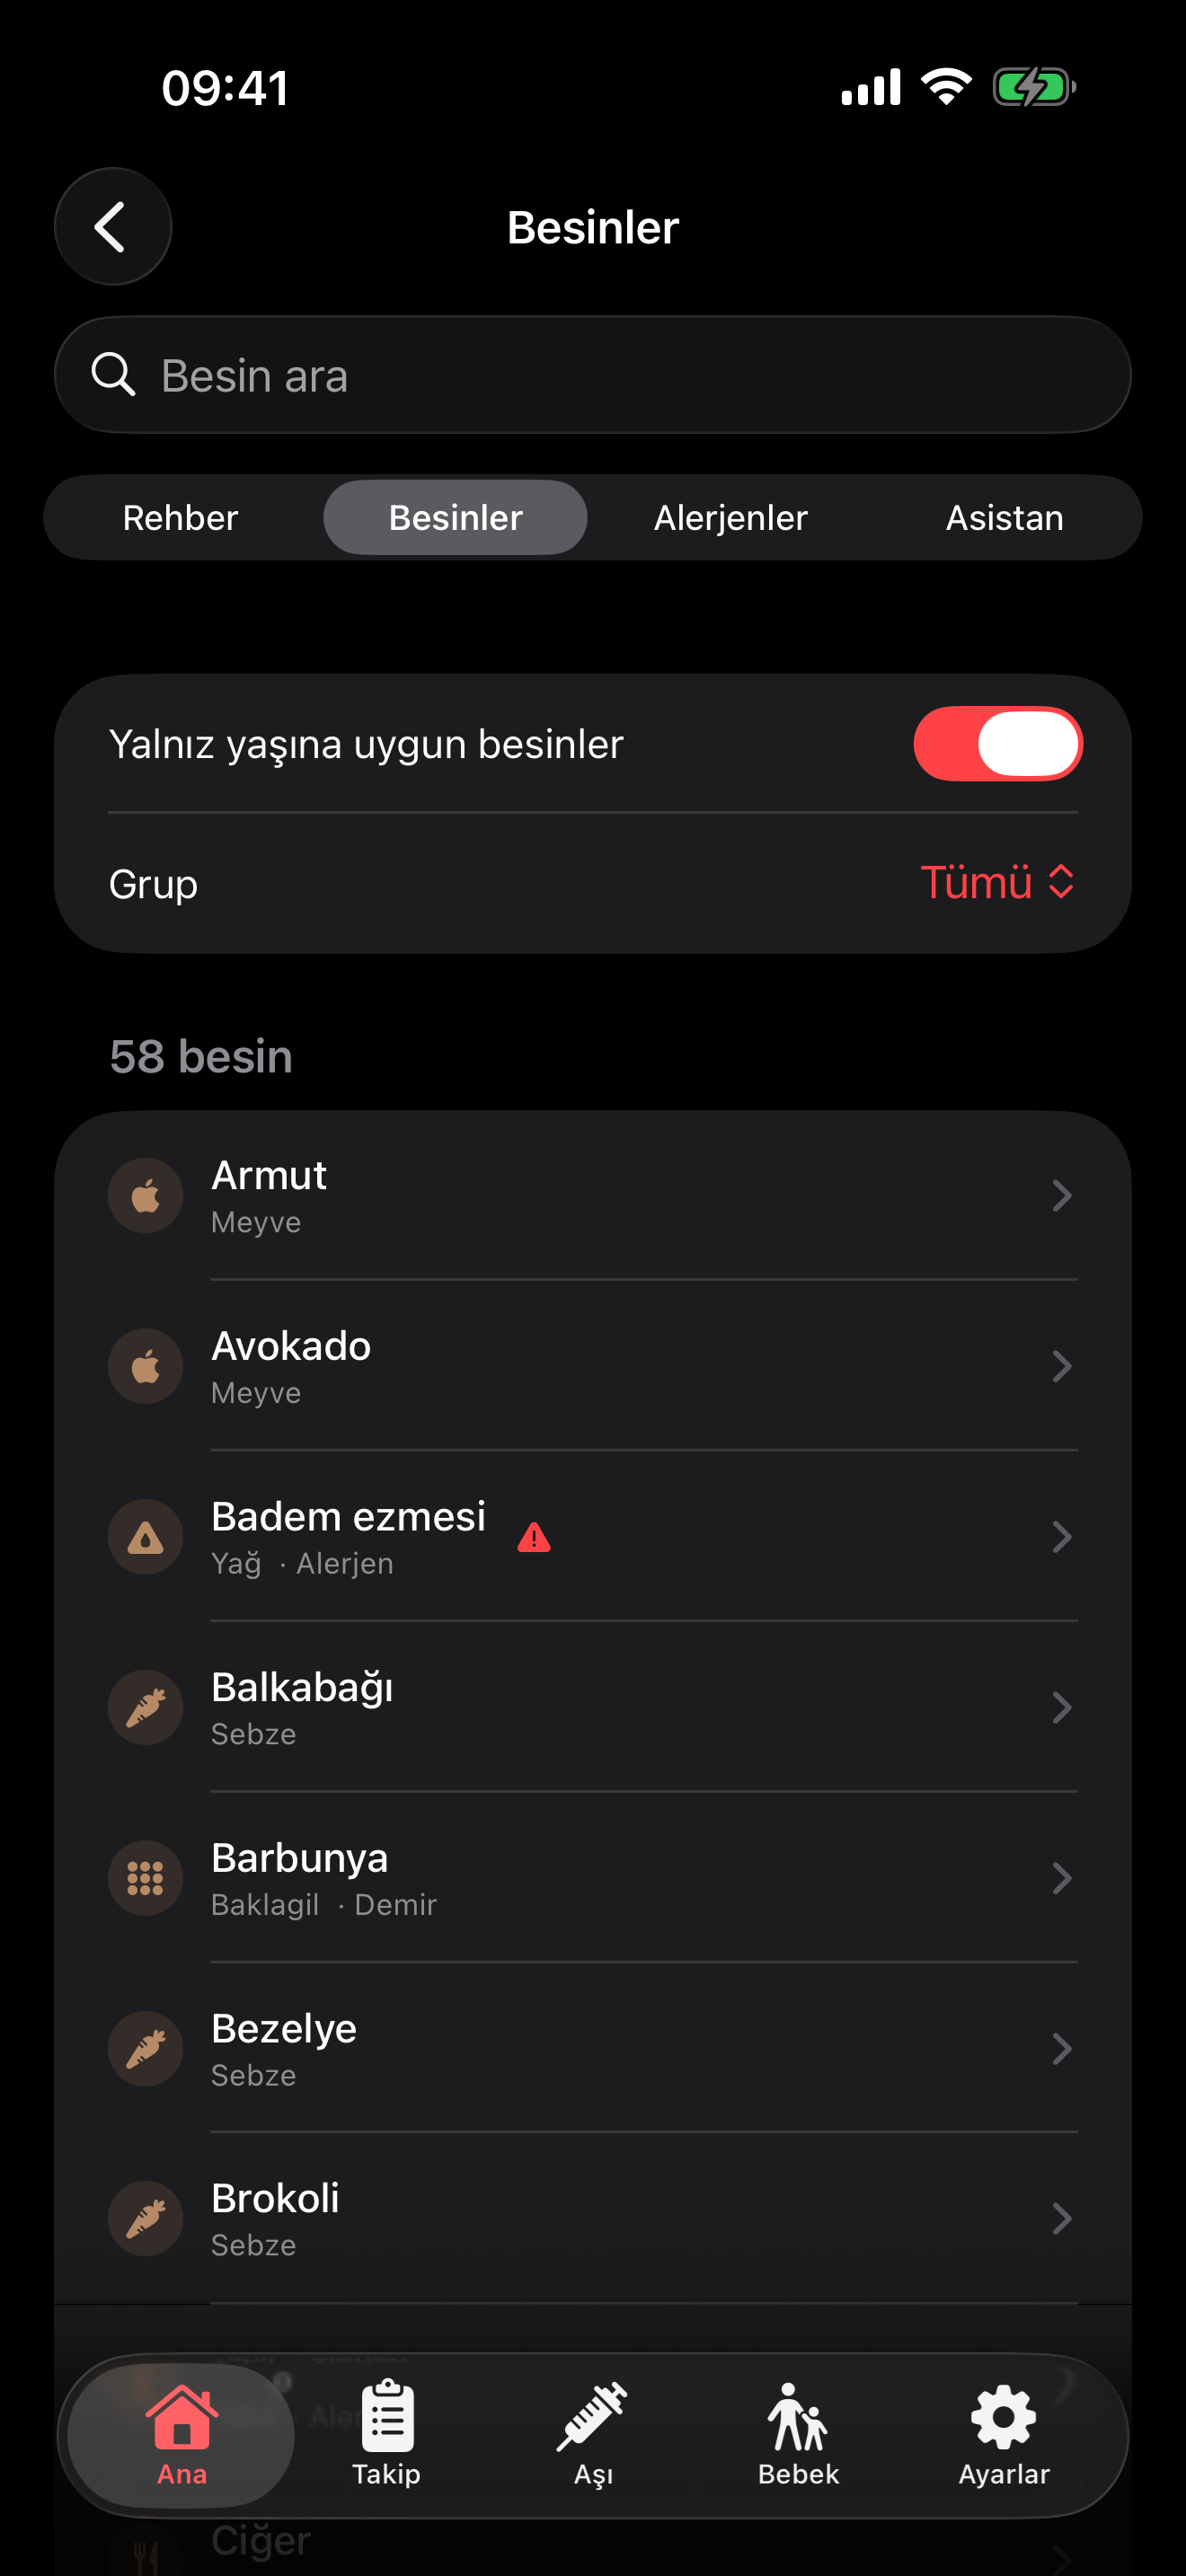 09:41
Besinler
Besin ara
Rehber Besinler Alerjenler Asistan
Yalnız yaşına uygun besinler
Grup Tümü
58 besin
Armut
Meyve
Avokado
Meyve
Badem ezmesi
Yağ · Alerjen
Balkabağı
Sebze
Barbunya
Baklagil · Demir
Bezelye
Sebze
Brokoli
Sebze
Ana Takip Aşı Bebek Ayarlar
Ciğer